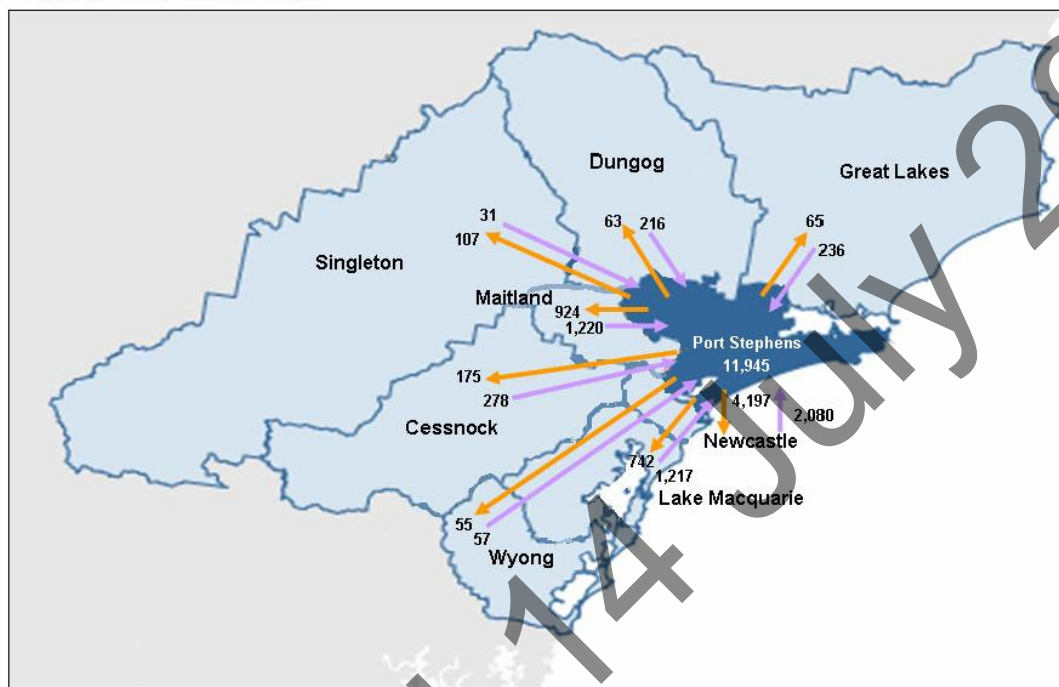 Dungog
Great Lakes
31
107
63
216
65
236
Singleton
Maitland
924
1,220
Port Stephens
11,945
175
278
4,197
2,080
Cessnock
Newcastle
742
1,217
Lake Macquarie
55
57
Wyong
14 July 2